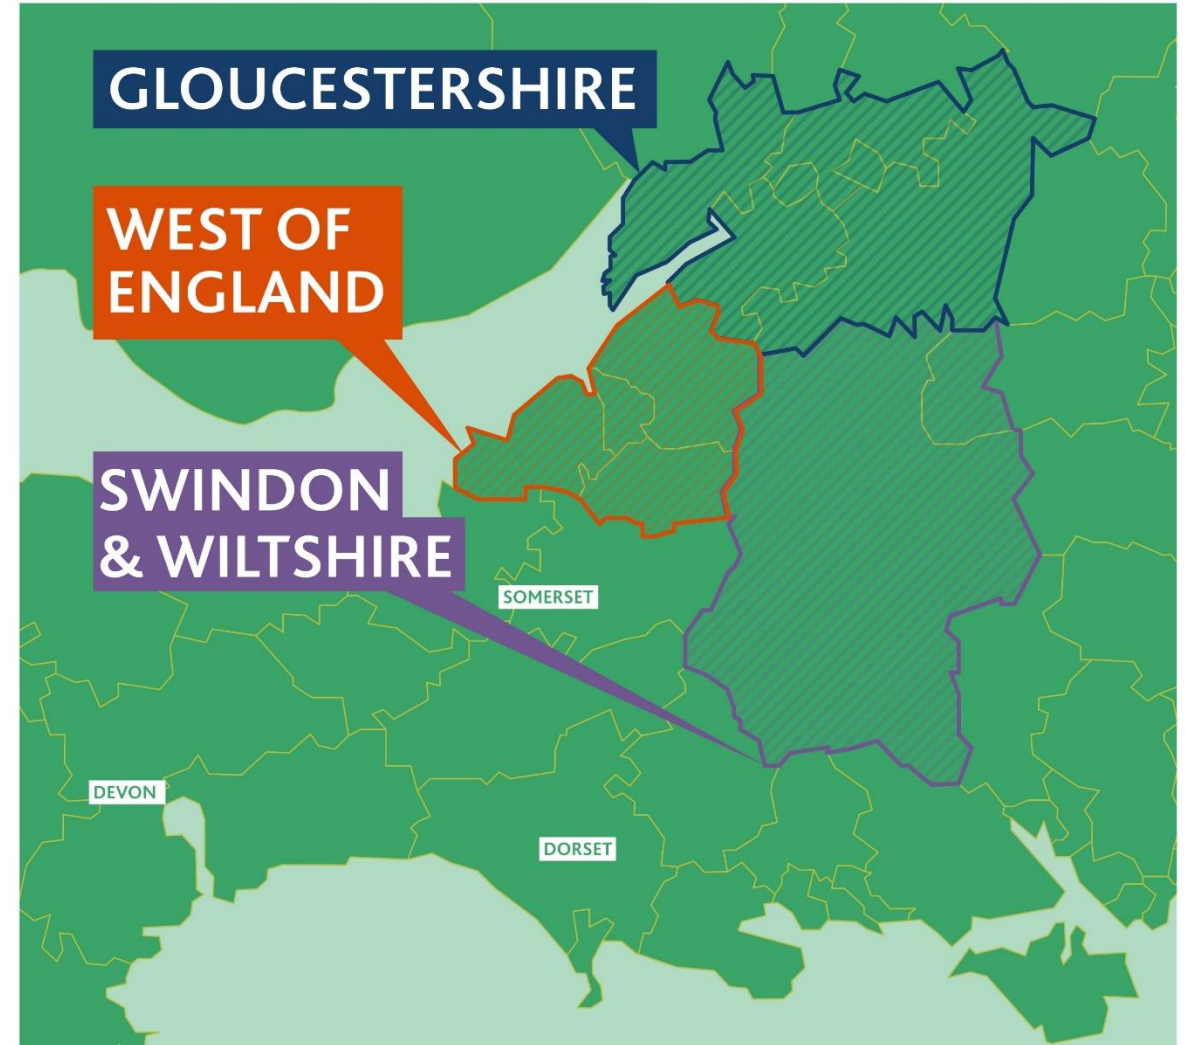 GLOUCESTERSHIRE
WEST OF
ENGLAND
SWINDON
& WILTSHIRE
SOMERSET
DEVON
DORSET